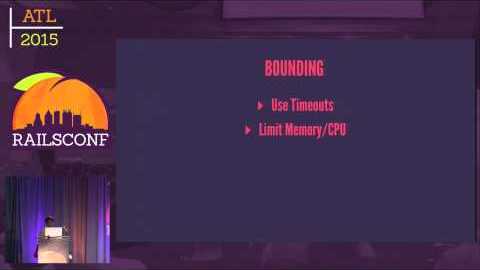 ATL
2015
RAILSCONF
BOUNDING
Use Timeouts
Limit Memory/CPU